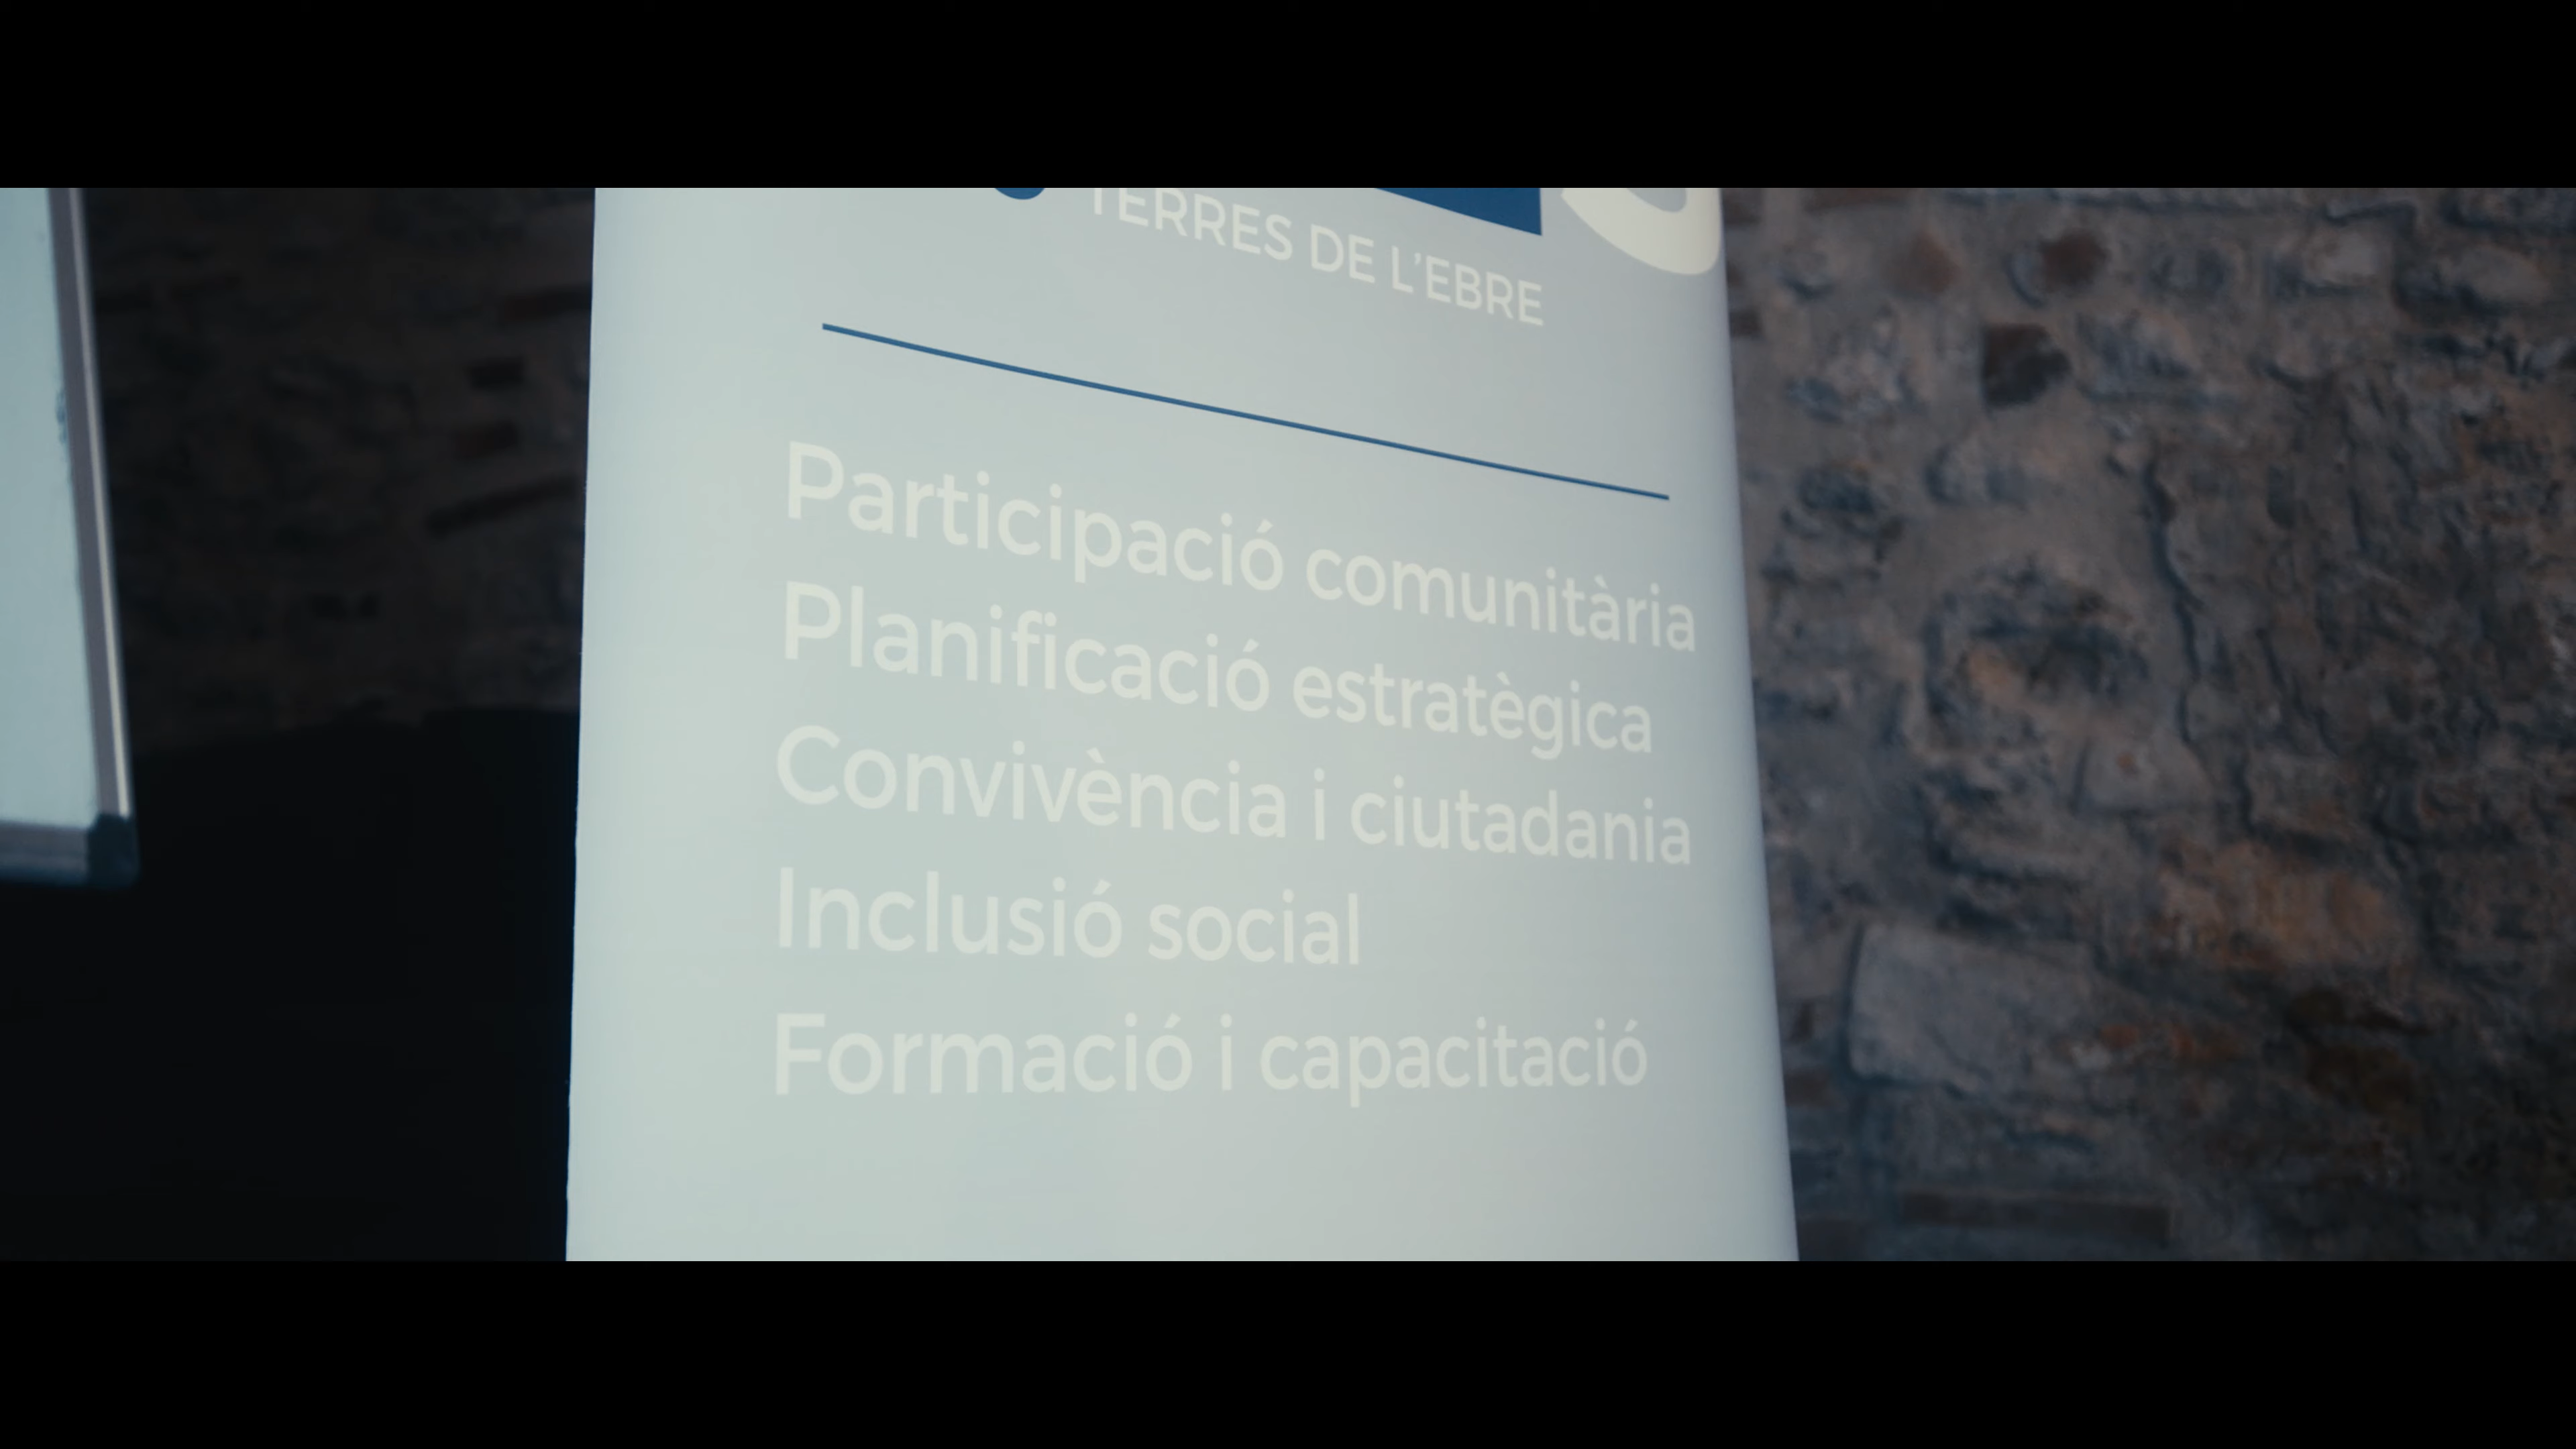 TERRES DE L'EBRE
Participació comunitària
Planificació estratègica
Convivència i ciutadania
Inclusió social
Formació i capacitació